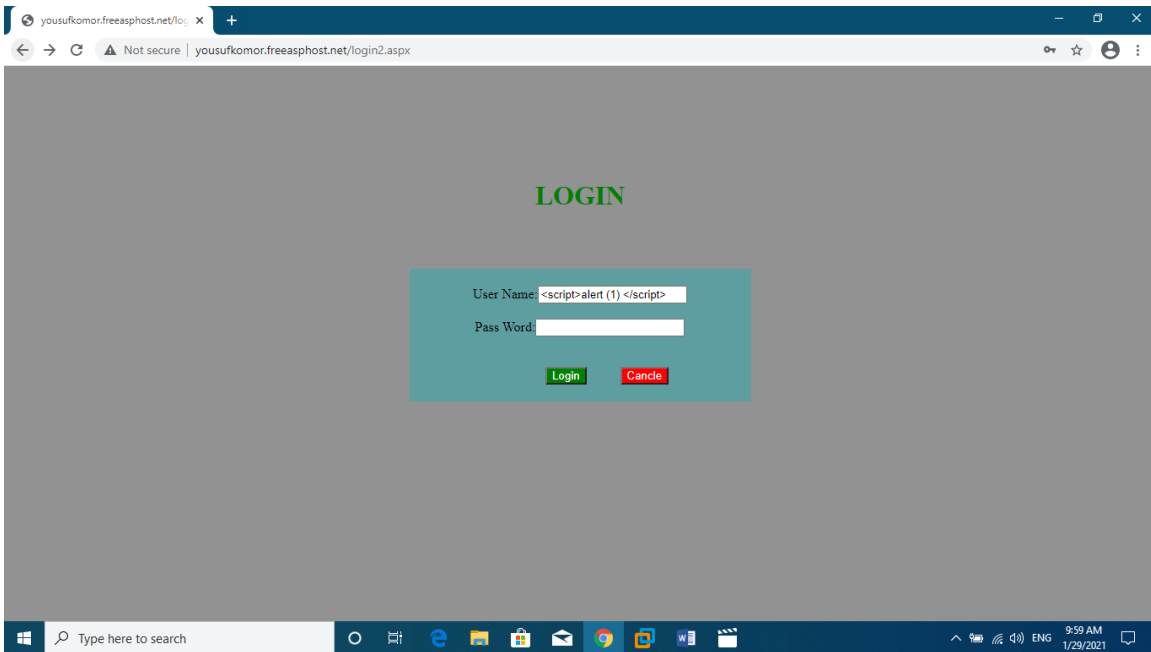 yousufkomor.freeasphost.net/log
Not secure yousufkomor.freeasphost.net/login2.aspx
LOGIN
User Name: <script>alert (1) </script>
Pass Word:
Login Cancle
Type here to search
ENG
9:59 AM
1/29/2021